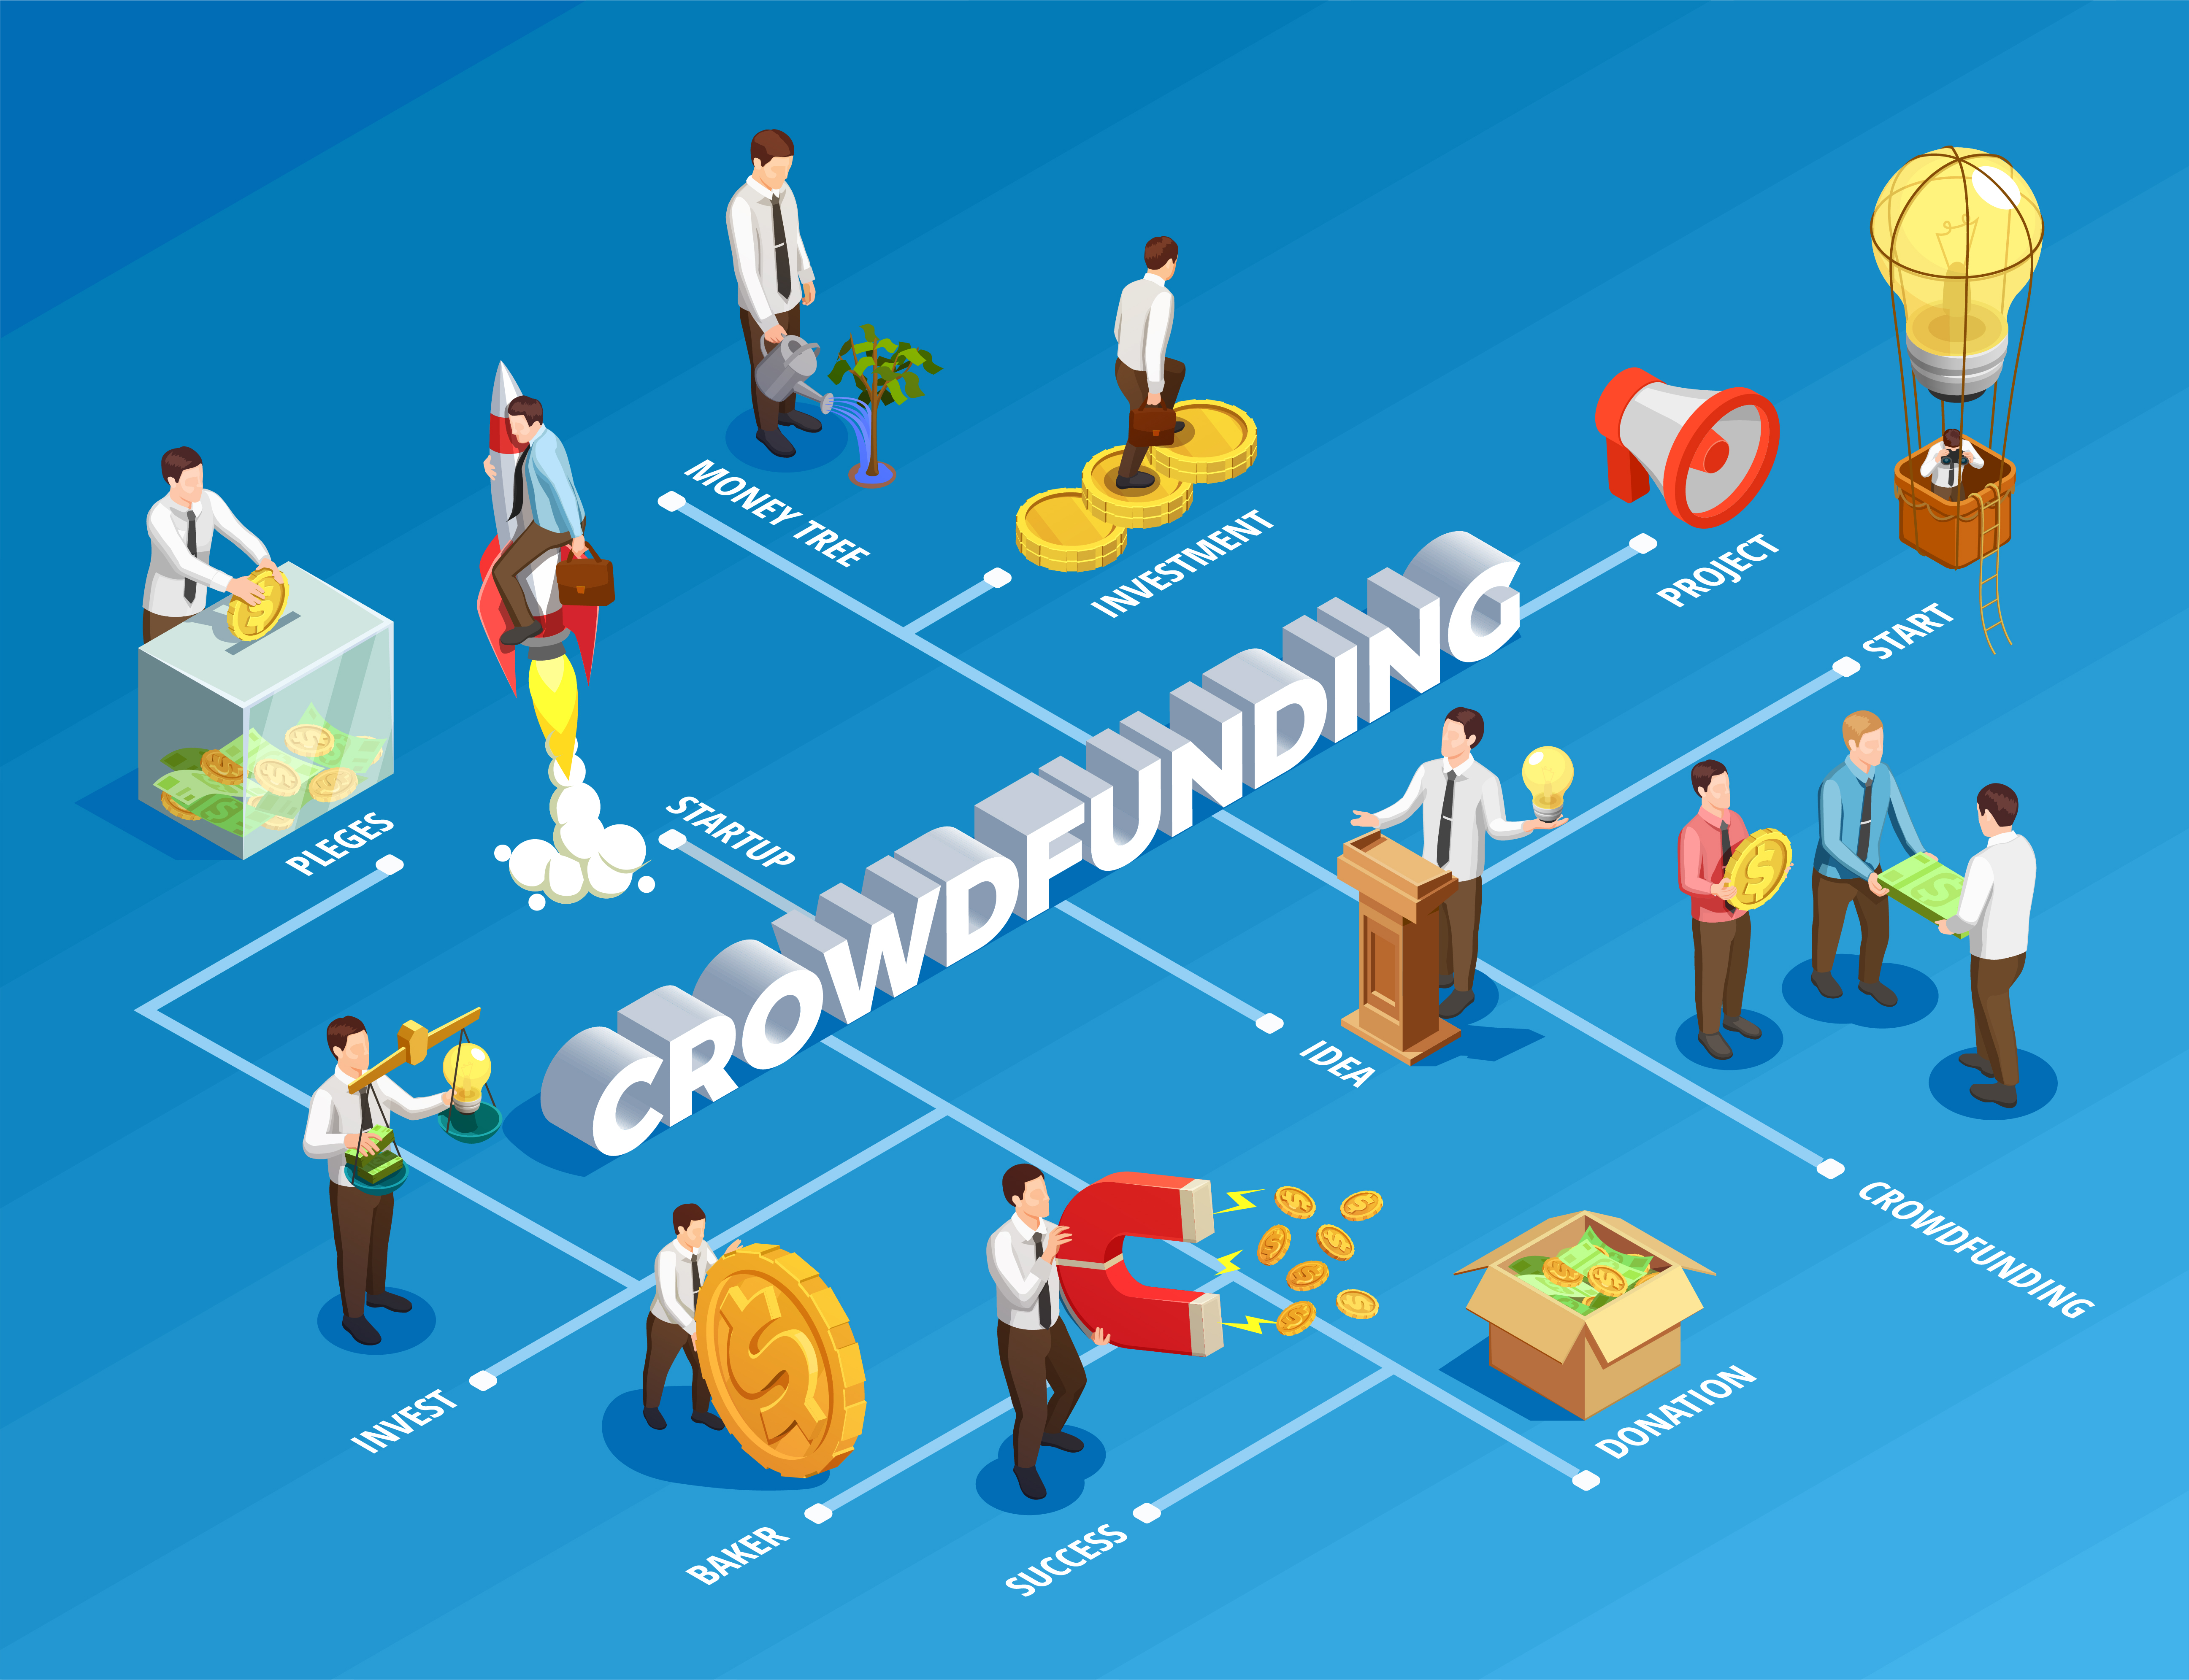 MONEY TREE
INVESTMENT
PROJECT
START
PLEGES
STARTUP
CROWDFUNDING
IDEA
CROWDFUNDING
INVEST
DONATION
BAKER
SUCCESS